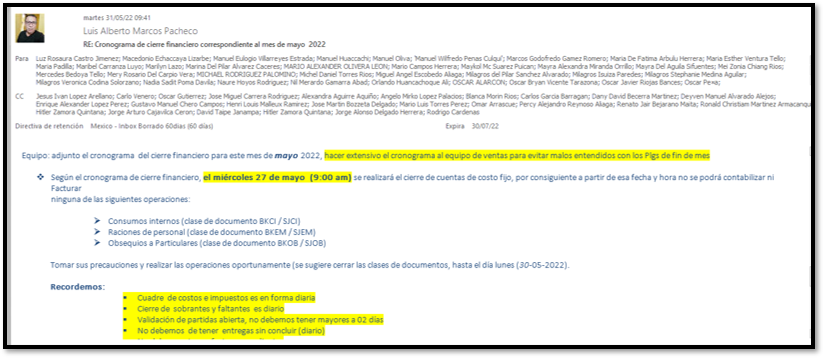 martes 31/05/22 09:41
Luis Alberto Marcos Pacheco
RE: Cronograma de cierre financiero correspondiente al mes de mayo 2022
Para Luz Rosaura Castro Jimenez; Macedonio Echaccaya Lizarbe; Manuel Eulogio Villarreyes Estrada; Manuel Huaccachi; Manuel Oliva; 'Manuel Wilfredo Penas Culqui'; Marcos Godofredo Gamez Romero; Maria De Fatima Arbulu Herrera; Maria Esther Ventura Tello;
Maria Padilla; Maribel Carranza Luyo; Marilyn Lazo; Marina Del Pilar Alvarez Caceres; MARIO ALEXANDER OLIVERA LEON; Mario Campos Herrera; Maykol Mc Suarez Puican; Mayra Alexandra Miranda Orrillo; Mayra Del Aguila Sifuentes; Mei Zonia Chiang Rios;
Mercedes Bedoya Tello; Mery Rosario Del Carpio Vera; MICHAEL RODRIGUEZ PALOMINO; Michel Daniel Torres Rios; Miguel Angel Escobedo Aliaga; Milagros del Pilar Sanchez Alvarado; Milagros Isuiza Paredes; Milagros Stephanie Medina Aguilar;
Milagros Veronica Codina Solorzano; Nadia Sadit Povis Davila; Naure Hoyos Rodriguez; Nil Merardo Gamarra Abad; Orlando Huancachoque Ali; OSCAR ALARCON; Oscar Bryan Vicente Tarazona; Oscar Javier Riojas Bances; Oscar Peva;
CC Jesus Ivan Lopez Arellano; Carlo Venero; Oscar Gutierrez; Jose Miguel Carrera Rodriguez; Alexandra Aguirre Aquiño; Angelo Mirko Lopez Palacios; Blanca Morin Rios; Carlos Garcia Barragan; Dany David Becerra Martinez; Deyven Manuel Alvarado Alejos;
Enrique Alexander Lopez Perez; Gustavo Manuel Chero Campos; Henri Louis Malleux Ramirez; Jose Martin Bozzeta Delgado; Mario Luis Torres Perez; Omar Arrascue; Percy Alejandro Reynoso Aliaga; Renato Jair Bejarano Maita; Ronald Christiam Martinez Armacanqui
Hitler Zamora Quintana; Jorge Arturo Cajavilca Ceron; David Taipe Janampa; Hitler Zamora Quintana; Jorge Alonso Delgado Herrera; Rodrigo Cardenas
Directiva de retención Mexico - Inbox Borrado 60dias (60 días) Expira 30/07/22
Equipo: adjunto el cronograma del cierre financiero para este mes de mayo 2022, hacer extensivo el cronograma al equipo de ventas para evitar malos entendidos con los Plgs de fin de mes
❖ Según el cronograma de cierre financiero, el miércoles 27 de mayo (9:00 am) se realizará el cierre de cuentas de costo fijo, por consiguiente a partir de esa fecha y hora no se podrá contabilizar ni
Facturar
ninguna de las siguientes operaciones:
➢ Consumos internos (clase de documento BKCI / SJCI)
➢ Raciones de personal (clase de documento BKEM / SJEM)
➢ Obsequios a Particulares (clase de documento BKOB / SJOB)
Tomar sus precauciones y realizar las operaciones oportunamente (se sugiere cerrar las clases de documentos, hasta el día lunes (30-05-2022).
Recordemos:
▪ Cuadre de costos e impuestos es en forma diaria
▪ Cierre de sobrantes y faltantes es diario
▪ Validación de partidas abierta, no debemos tener mayores a 02 días
▪ No debemos de tener entregas sin concluir (diario)